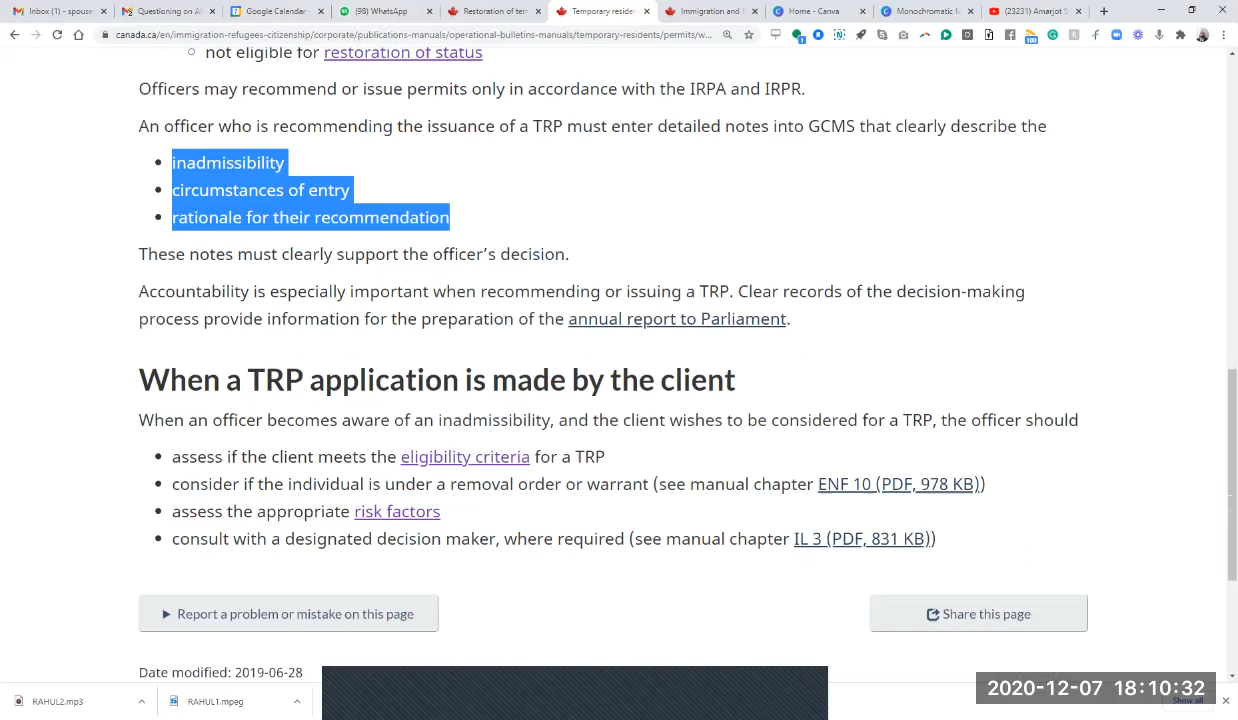 Inbox (1) - spouse
Questioning on Al
Google Calendar
(98) WhatsApp
Restoration of tem
Temporary reside
Immigration and
Home - Canva
Monochromatic
(23231) Amarjot S
canada.ca/en/immigration-refugees-citizenship/corporate/publications-manuals/operational-bulletins-manuals/temporary-residents/permits/w...
not eligible for restoration of status
Officers may recommend or issue permits only in accordance with the IRPA and IRPR.
An officer who is recommending the issuance of a TRP must enter detailed notes into GCMS that clearly describe the
• inadmissibility
• circumstances of entry
• rationale for their recommendation
These notes must clearly support the officer's decision.
Accountability is especially important when recommending or issuing a TRP. Clear records of the decision-making
process provide information for the preparation of the annual report to Parliament.
When a TRP application is made by the client
When an officer becomes aware of an inadmissibility, and the client wishes to be considered for a TRP, the officer should
• assess if the client meets the eligibility criteria for a TRP
• consider if the individual is under a removal order or warrant (see manual chapter ENF 10 (PDF, 978 KB))
• assess the appropriate risk factors
• consult with a designated decision maker, where required (see manual chapter IL 3 (PDF, 831 KB))
Report a problem or mistake on this page
Share this page
Date modified: 2019-06-28
2020-12-07 18:10:32
RAHUL2.mp3
RAHUL1.mpeg
Show all